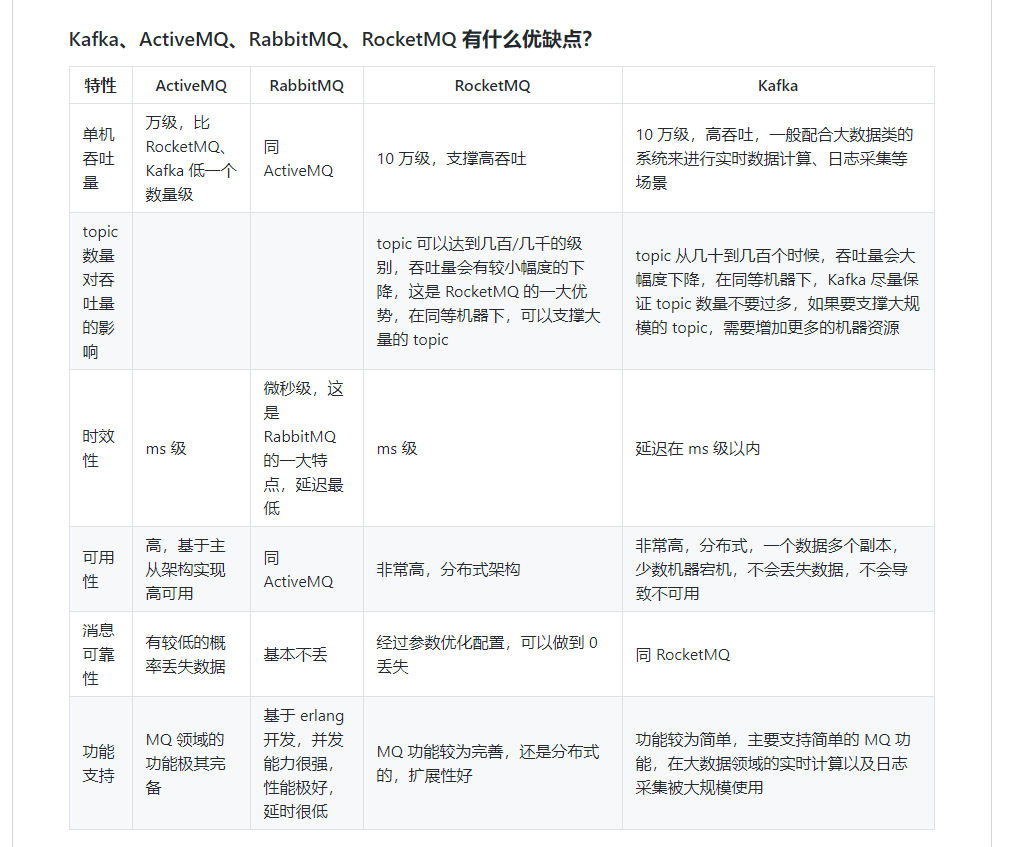 Kafka、ActiveMQ、RabbitMQ、RocketMQ 有什么优缺点？
特性
ActiveMQ
RabbitMQ
RocketMQ
Kafka
单机
吞吐
量
万级，比
RocketMQ、
Kafka 低一个
数量级
同
ActiveMQ
10 万级，支撑高吞吐
10 万级，高吞吐，一般配合大数据类的
系统来进行实时数据计算、日志采集等
场景
topic
数量
对吞
吐量
的影
响
topic 可以达到几百/几千的级
别，吞吐量会有较小幅度的下
降，这是 RocketMQ 的一大优
势，在同等机器下，可以支撑大
量的 topic
topic 从几十到几百个时候，吞吐量会大
幅度下降，在同等机器下，Kafka 尽量保
证 topic 数量不要过多，如果要支撑大规
模的 topic，需要增加更多的机器资源
时效
性
ms 级
微秒级，这
是
RabbitMQ
的一大特
点，延迟最
低
ms 级
延迟在 ms 级以内
可用
性
高，基于主
从架构实现
高可用
同
ActiveMQ
非常高，分布式架构
非常高，分布式，一个数据多个副本，
少数机器宕机，不会丢失数据，不会导
致不可用
消息
可靠
性
有较低的概
率丢失数据
基本不丢
经过参数优化配置，可以做到 0
丢失
同 RocketMQ
功能
支持
MQ 领域的
功能极其完
备
基于 erlang
开发，并发
能力很强，
性能极好，
延时很低
MQ 功能较为完善，还是分布式
的，扩展性好
功能较为简单，主要支持简单的 MQ 功
能，在大数据领域的实时计算以及日志
采集被大规模使用